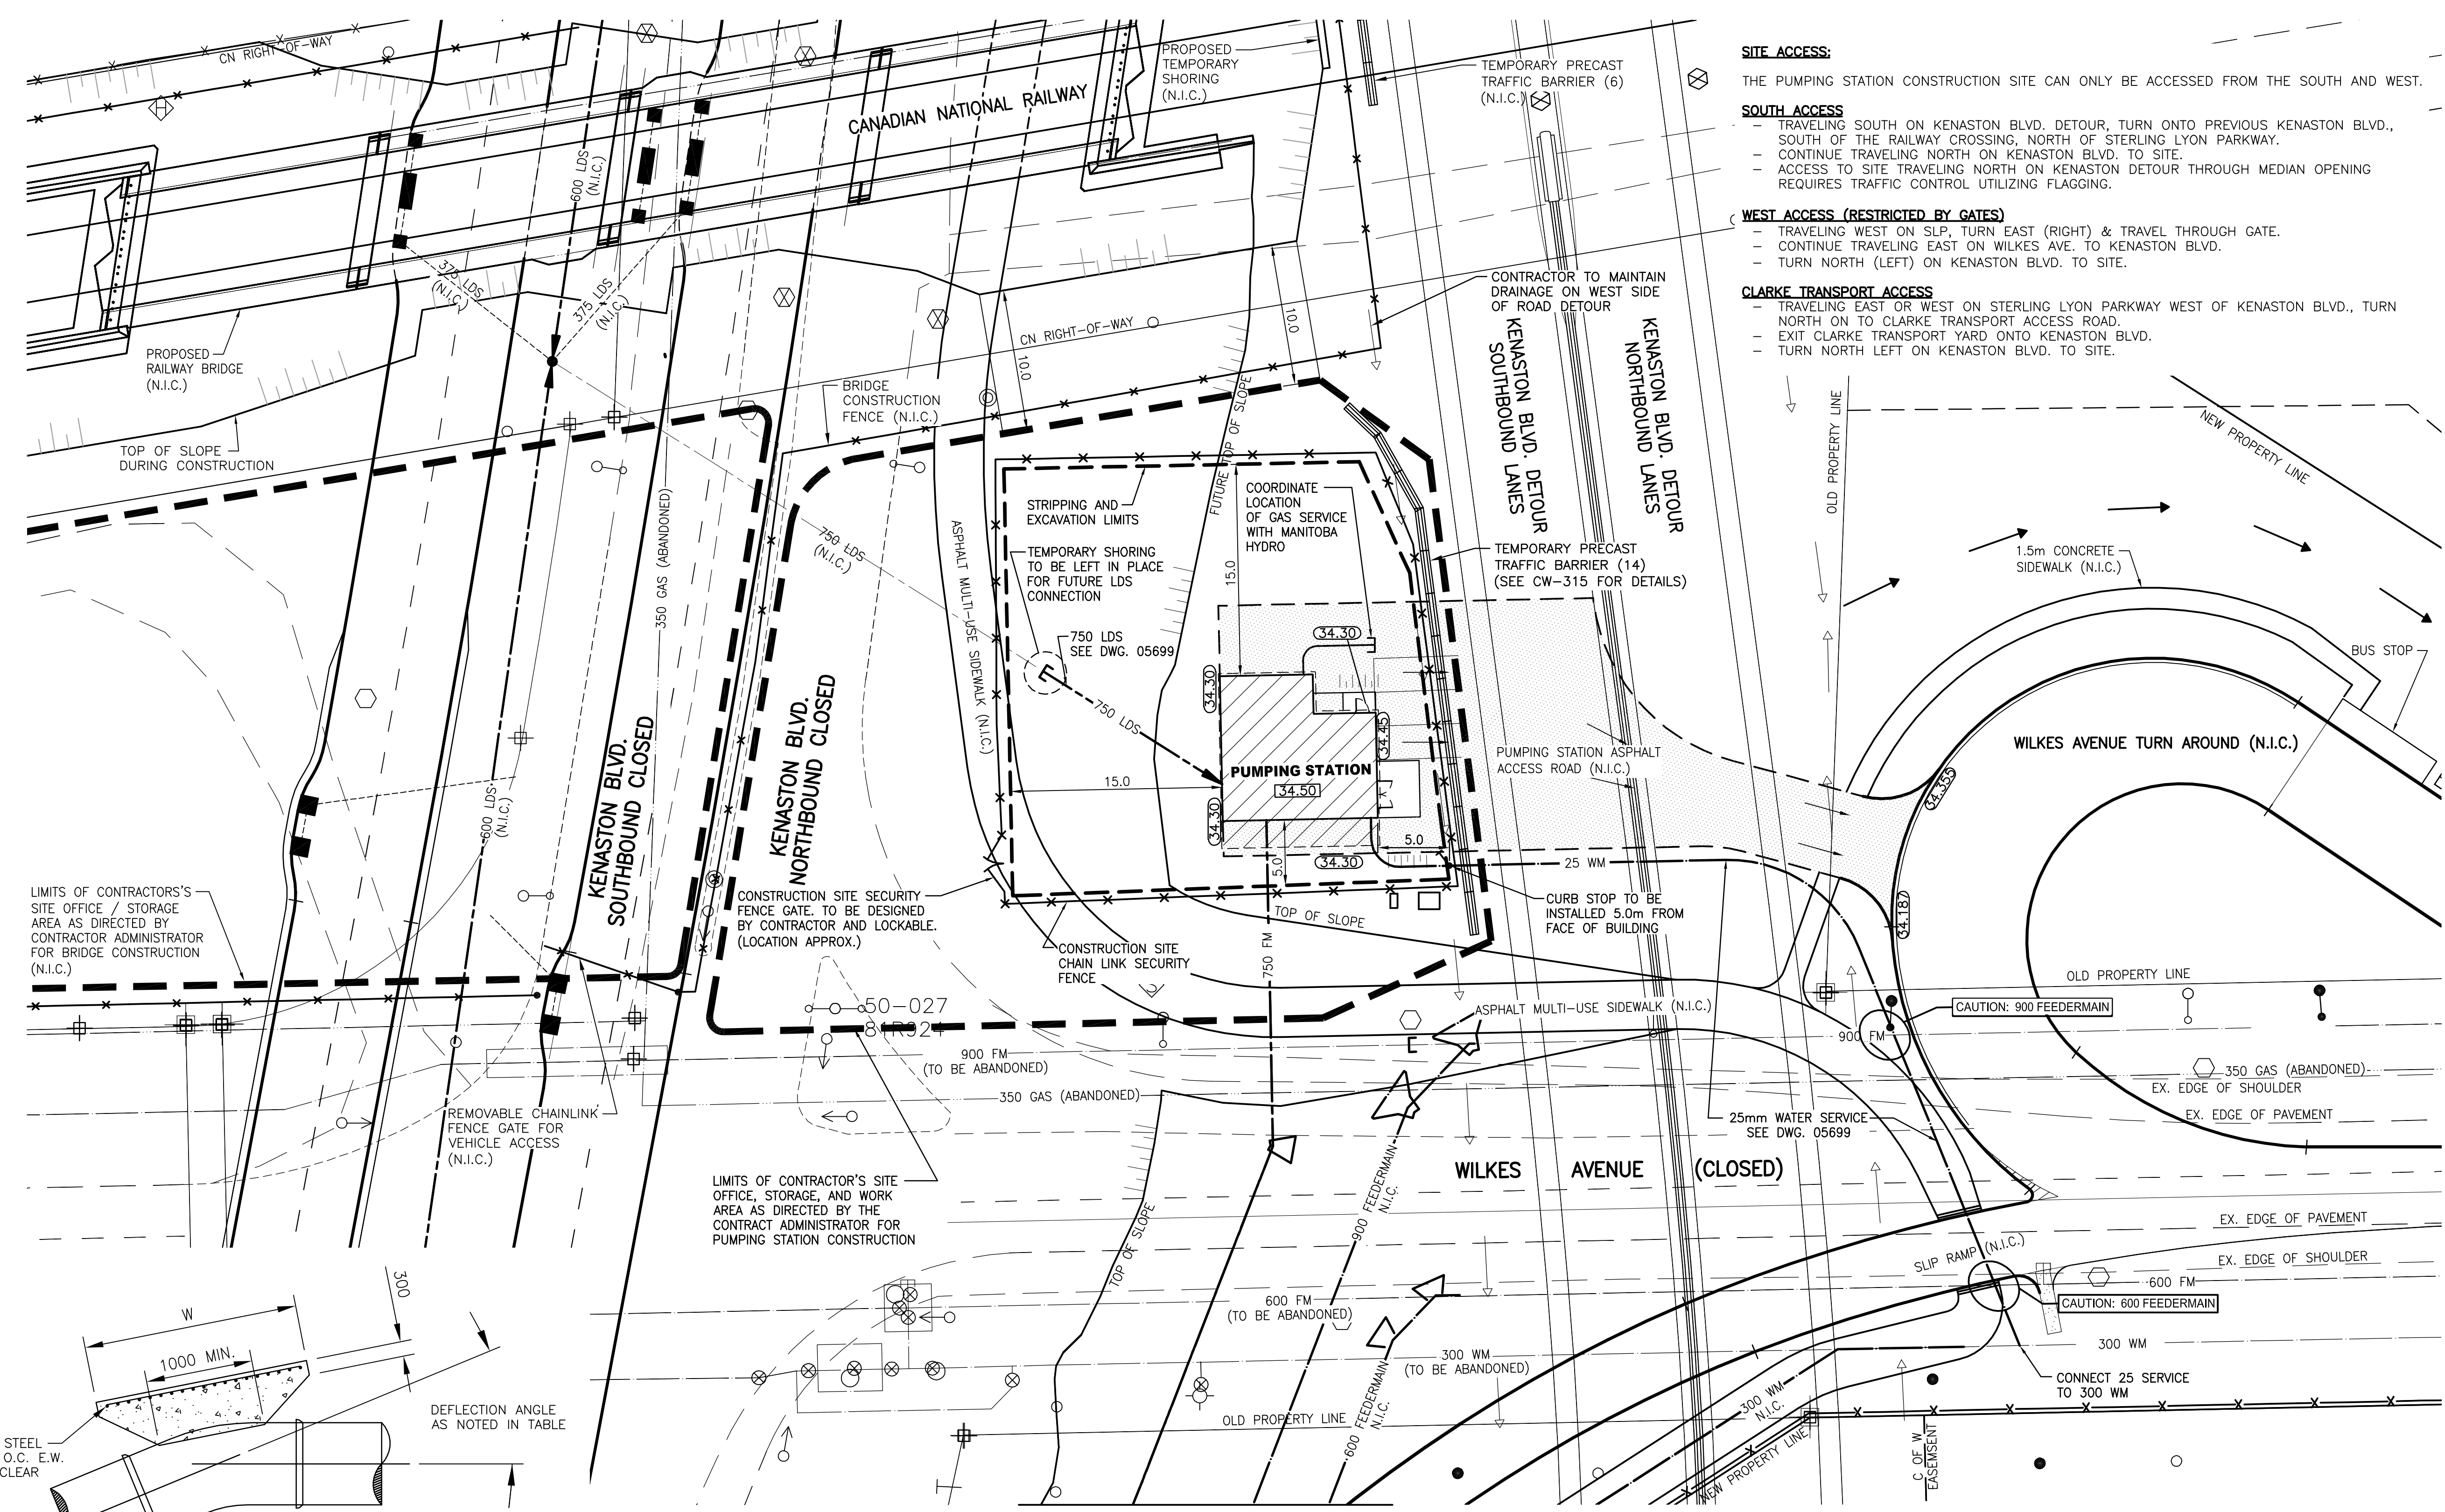 CN RIGHT-OF-WAY
CANADIAN NATIONAL RAILWAY
PROPOSED
TEMPORARY
SHORING
(N.I.C.)
TEMPORARY PRECAST
TRAFFIC BARRIER (6)
(N.I.C.)
SITE ACCESS:
THE PUMPING STATION CONSTRUCTION SITE CAN ONLY BE ACCESSED FROM THE SOUTH AND WEST.
SOUTH ACCESS
– TRAVELING SOUTH ON KENASTON BLVD. DETOUR, TURN ONTO PREVIOUS KENASTON BLVD.,
SOUTH OF THE RAILWAY CROSSING, NORTH OF STERLING LYON PARKWAY.
– CONTINUE TRAVELING NORTH ON KENASTON BLVD. TO SITE.
– ACCESS TO SITE TRAVELING NORTH ON KENASTON DETOUR THROUGH MEDIAN OPENING
REQUIRES TRAFFIC CONTROL UTILIZING FLAGGING.
WEST ACCESS (RESTRICTED BY GATES)
– TRAVELING WEST ON SLP, TURN EAST (RIGHT) & TRAVEL THROUGH GATE.
– CONTINUE TRAVELING EAST ON WILKES AVE. TO KENASTON BLVD.
– TURN NORTH (LEFT) ON KENASTON BLVD. TO SITE.
CLARKE TRANSPORT ACCESS
– TRAVELING EAST OR WEST ON STERLING LYON PARKWAY WEST OF KENASTON BLVD., TURN
NORTH ON TO CLARKE TRANSPORT ACCESS ROAD.
– EXIT CLARKE TRANSPORT YARD ONTO KENASTON BLVD.
– TURN NORTH LEFT ON KENASTON BLVD. TO SITE.
H
600 LDS
(N.I.C.)
375 LDS
(N.I.C.)
375 LDS
(N.I.C.)
PROPOSED
RAILWAY BRIDGE
(N.I.C.)
TOP OF SLOPE
DURING CONSTRUCTION
BRIDGE
CONSTRUCTION
FENCE (N.I.C.)
CN RIGHT-OF-WAY
10.0
10.0
CONTRACTOR TO MAINTAIN
DRAINAGE ON WEST SIDE
OF ROAD DETOUR
KENASTON BLVD. DETOUR
SOUTHBOUND LANES
KENASTON BLVD. DETOUR
NORTHBOUND LANES
OLD PROPERTY LINE
NEW PROPERTY LINE
350 GAS (ABANDONED)
750 LDS
(N.I.C.)
ASPHALT MULTI-USE SIDEWALK (N.I.C.)
FUTURE TOP OF SLOPE
STRIPPING AND
EXCAVATION LIMITS
COORDINATE
LOCATION
OF GAS SERVICE
WITH MANITOBA
HYDRO
TEMPORARY SHORING
TO BE LEFT IN PLACE
FOR FUTURE LDS
CONNECTION
15.0
TEMPORARY PRECAST
TRAFFIC BARRIER (14)
(SEE CW-315 FOR DETAILS)
1.5m CONCRETE
SIDEWALK (N.I.C.)
BUS STOP
750 LDS
SEE DWG. 05699
34.30
34.30
750 LDS
34.45
PUMPING STATION
34.50
15.0
34.30
34.30
5.0
5.0
PUMPING STATION ASPHALT
ACCESS ROAD (N.I.C.)
WILKES AVENUE TURN AROUND (N.I.C.)
34.355
34.187
25 WM
KENASTON BLVD.
SOUTHBOUND CLOSED
KENASTON BLVD.
NORTHBOUND CLOSED
600 LDS
(N.I.C.)
LIMITS OF CONTRACTORS'S
SITE OFFICE / STORAGE
AREA AS DIRECTED BY
CONTRACTOR ADMINISTRATOR
FOR BRIDGE CONSTRUCTION
(N.I.C.)
CONSTRUCTION SITE SECURITY
FENCE GATE. TO BE DESIGNED
BY CONTRACTOR AND LOCKABLE.
(LOCATION APPROX.)
CONSTRUCTION SITE
CHAIN LINK SECURITY
FENCE
TOP OF SLOPE
750 FM
CURB STOP TO BE
INSTALLED 5.0m FROM
FACE OF BUILDING
OLD PROPERTY LINE
50-027
CAUTION: 900 FEEDERMAIN
ASPHALT MULTI-USE SIDEWALK (N.I.C.)
900 FM
900 FM
(TO BE ABANDONED)
350 GAS (ABANDONED)
350 GAS (ABANDONED)
EX. EDGE OF SHOULDER
EX. EDGE OF PAVEMENT
REMOVABLE CHAINLINK
FENCE GATE FOR
VEHICLE ACCESS
(N.I.C.)
25mm WATER SERVICE
SEE DWG. 05699
LIMITS OF CONTRACTOR'S SITE
OFFICE, STORAGE, AND WORK
AREA AS DIRECTED BY THE
CONTRACT ADMINISTRATOR FOR
PUMPING STATION CONSTRUCTION
WILKES AVENUE (CLOSED)
900 FEEDERMAIN
N.I.C.
TOP OF SLOPE
EX. EDGE OF PAVEMENT
EX. EDGE OF SHOULDER
SLIP RAMP (N.I.C.)
600 FM
CAUTION: 600 FEEDERMAIN
600 FM
(TO BE ABANDONED)
300 WM
(TO BE ABANDONED)
300 WM
CONNECT 25 SERVICE
TO 300 WM
300 WM
N.I.C.
600 FEEDERMAIN
N.I.C.
OLD PROPERTY LINE
NEW PROPERTY LINE
C OF W
EASEMSENT
300
W
1000 MIN.
DEFLECTION ANGLE
AS NOTED IN TABLE
STEEL
O.C. E.W.
CLEAR